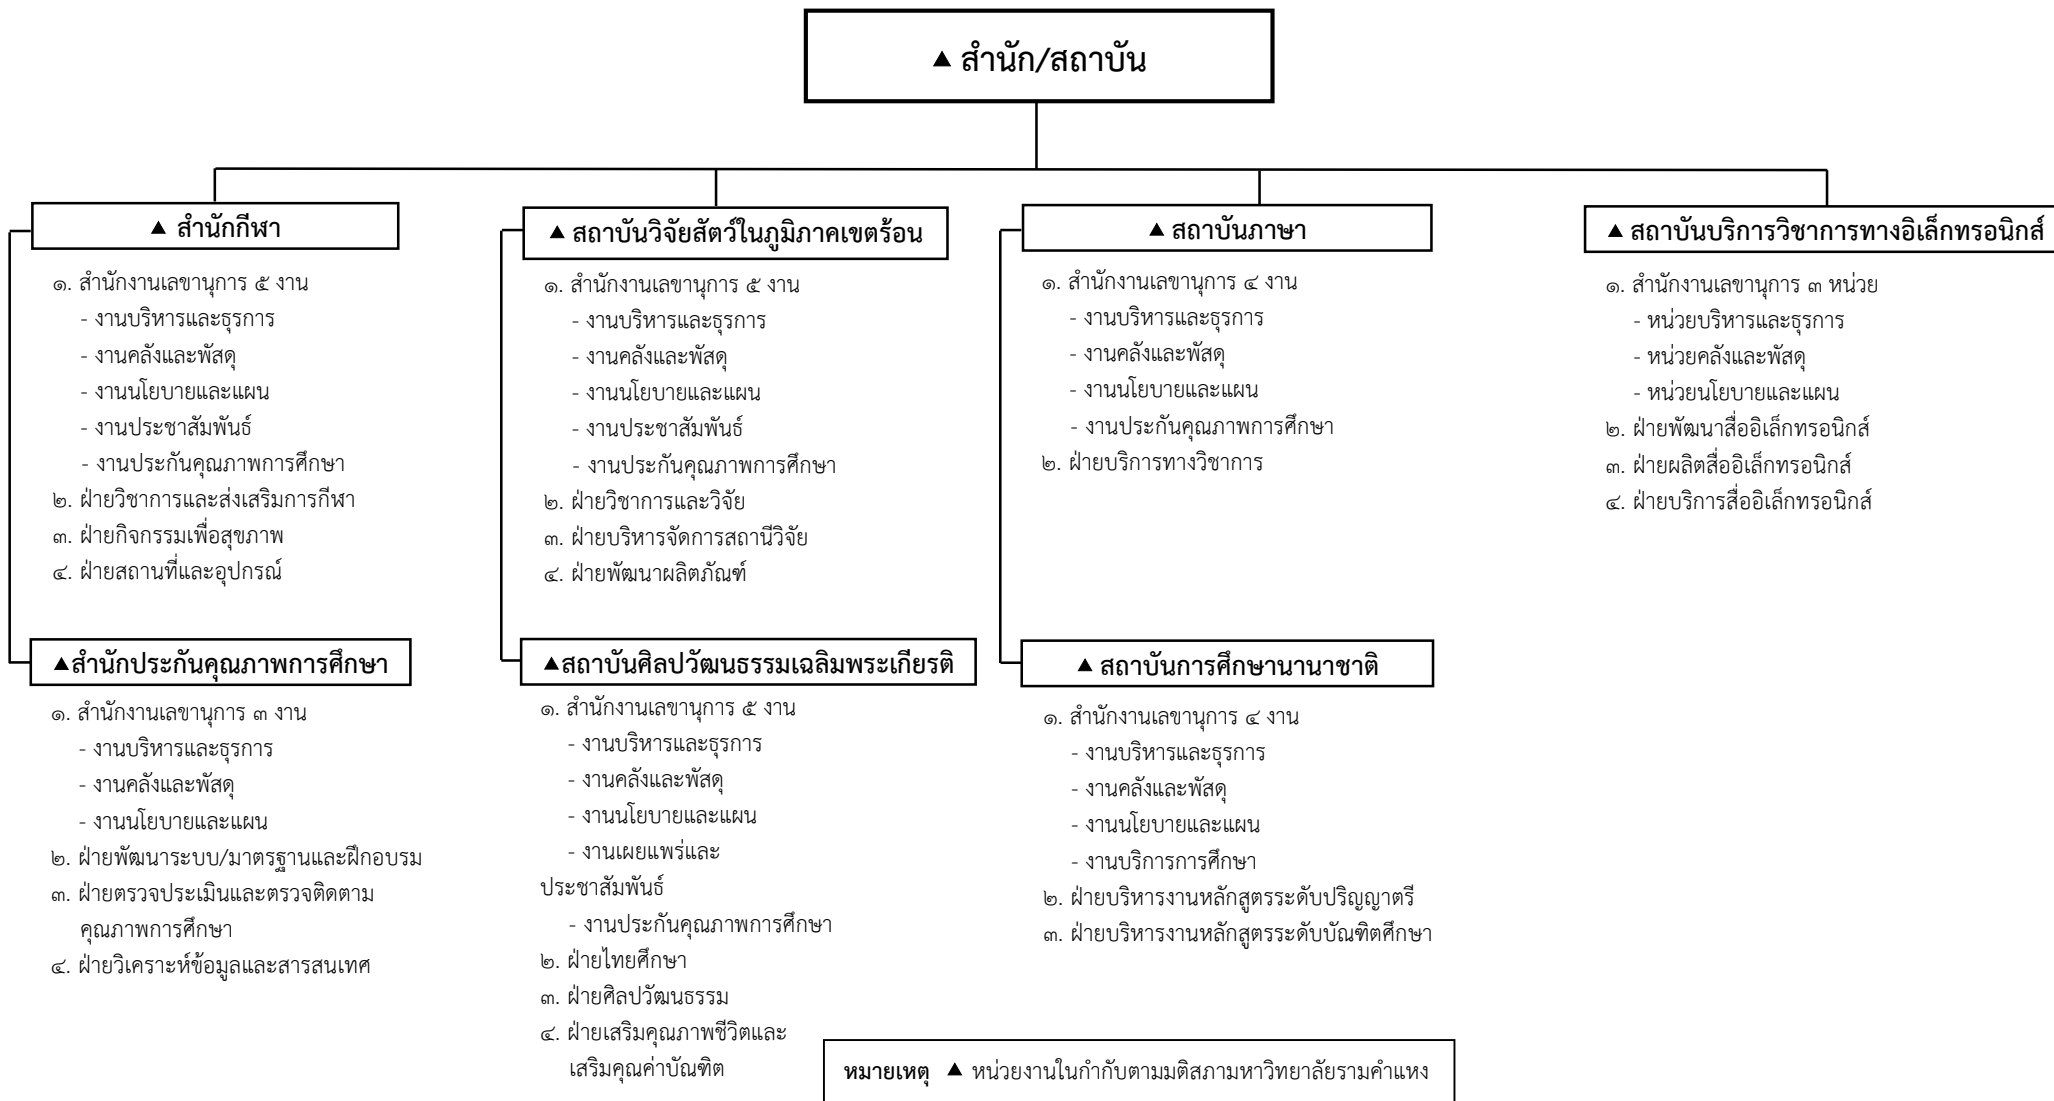 ▲ สำนัก/สถาบัน
▲ สำนักกีฬา
๑. สำนักงานเลขานุการ ๕ งาน
- งานบริหารและธุรการ
- งานคลังและพัสดุ
- งานนโยบายและแผน
- งานประชาสัมพันธ์
- งานประกันคุณภาพการศึกษา
๒. ฝ่ายวิชาการและส่งเสริมการกีฬา
๓. ฝ่ายกิจกรรมเพื่อสุขภาพ
๔. ฝ่ายสถานที่และอุปกรณ์
▲สำนักประกันคุณภาพการศึกษา
๑. สำนักงานเลขานุการ ๓ งาน
- งานบริหารและธุรการ
- งานคลังและพัสดุ
- งานนโยบายและแผน
๒. ฝ่ายพัฒนาระบบ/มาตรฐานและฝึกอบรม
๓. ฝ่ายตรวจประเมินและตรวจติดตาม
คุณภาพการศึกษา
๔. ฝ่ายวิเคราะห์ข้อมูลและสารสนเทศ
▲ สถาบันวิจัยสัตว์ในภูมิภาคเขตร้อน
๑. สำนักงานเลขานุการ ๕ งาน
- งานบริหารและธุรการ
- งานคลังและพัสดุ
- งานนโยบายและแผน
- งานประชาสัมพันธ์
- งานประกันคุณภาพการศึกษา
๒. ฝ่ายวิชาการและวิจัย
๓. ฝ่ายบริหารจัดการสถานีวิจัย
๔. ฝ่ายพัฒนาผลิตภัณฑ์
▲สถาบันศิลปวัฒนธรรมเฉลิมพระเกียรติ
๑. สำนักงานเลขานุการ ๕ งาน
- งานบริหารและธุรการ
- งานคลังและพัสดุ
- งานนโยบายและแผน
- งานเผยแพร่และ
ประชาสัมพันธ์
- งานประกันคุณภาพการศึกษา
๒. ฝ่ายไทยศึกษา
๓. ฝ่ายศิลปวัฒนธรรม
๔. ฝ่ายเสริมคุณภาพชีวิตและ
เสริมคุณค่าบัณฑิต
▲ สถาบันภาษา
๑. สำนักงานเลขานุการ ๔ งาน
- งานบริหารและธุรการ
- งานคลังและพัสดุ
- งานนโยบายและแผน
- งานประกันคุณภาพการศึกษา
๒. ฝ่ายบริการทางวิชาการ
▲ สถาบันการศึกษานานาชาติ
๑. สำนักงานเลขานุการ ๔ งาน
- งานบริหารและธุรการ
- งานคลังและพัสดุ
- งานนโยบายและแผน
- งานบริการการศึกษา
๒. ฝ่ายบริหารงานหลักสูตรระดับปริญญาตรี
๓. ฝ่ายบริหารงานหลักสูตรระดับบัณฑิตศึกษา
▲ สถาบันบริการวิชาการทางอิเล็กทรอนิกส์
๑. สำนักงานเลขานุการ ๓ หน่วย
- หน่วยบริหารและธุรการ
- หน่วยคลังและพัสดุ
- หน่วยนโยบายและแผน
๒. ฝ่ายพัฒนาสื่ออิเล็กทรอนิกส์
๓. ฝ่ายผลิตสื่ออิเล็กทรอนิกส์
๔. ฝ่ายบริการสื่ออิเล็กทรอนิกส์
หมายเหตุ ▲ หน่วยงานในกำกับตามมติสภามหาวิทยาลัยรามคำแหง